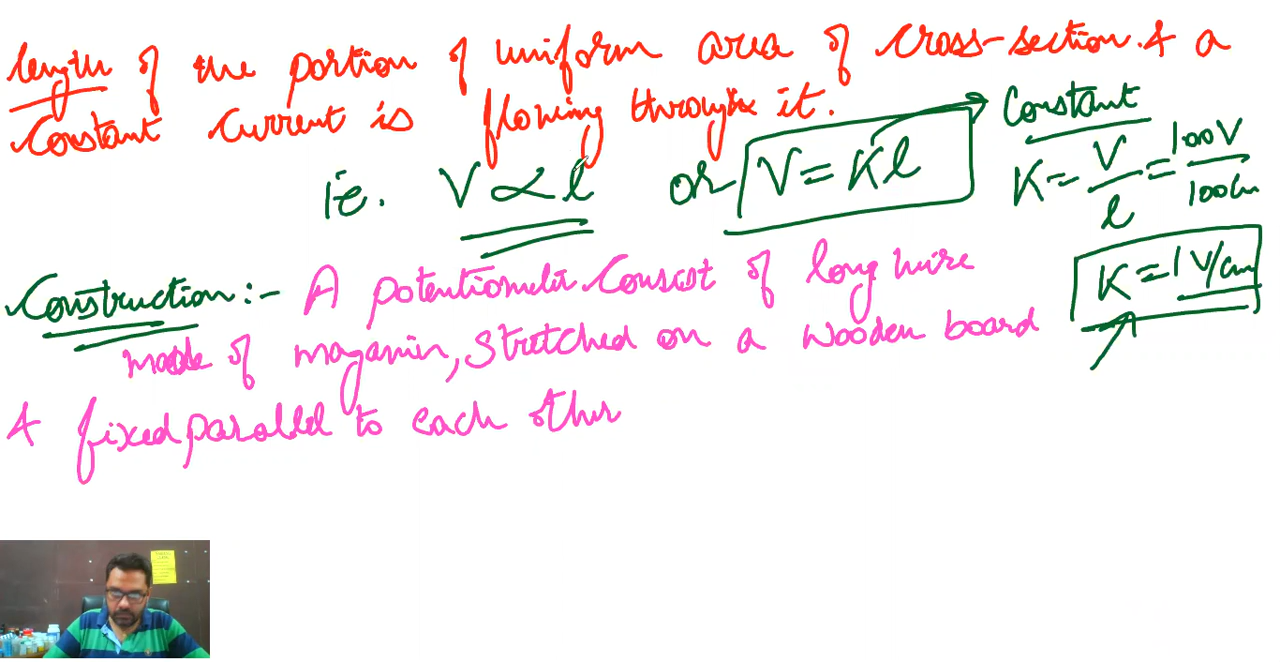 length of the portion of uniform area of cross-section & a
constant current is flowing through it.
Constant
i.e. V ∝ l or V = Kl
K = V/l = 100V/100cm
K = 1 V/cm
Construction:- A potentiometer consist of long wire
made of maganin, stretched on a wooden board
& fixed parallel to each other